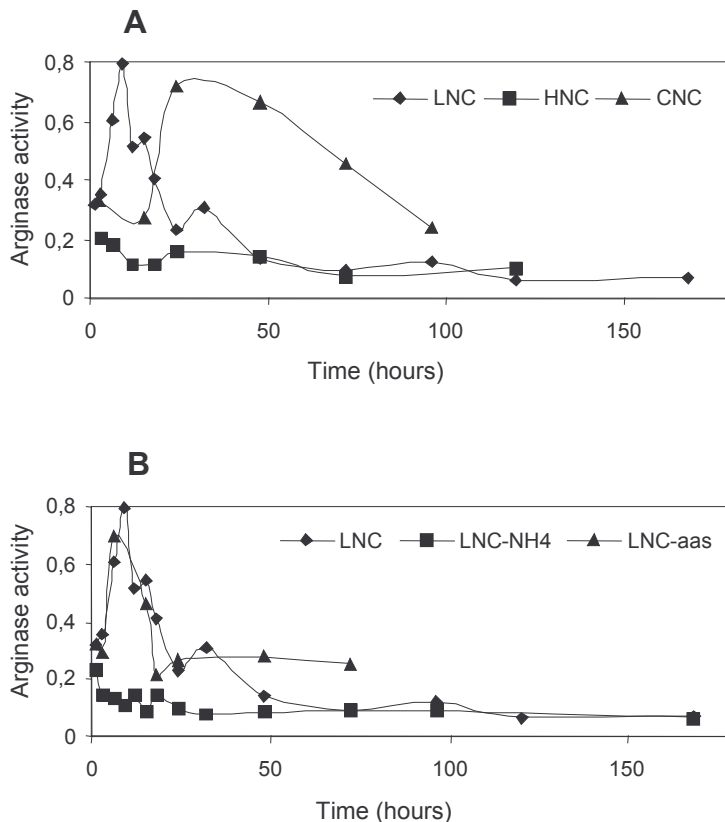 A
0,8
LNC HNC CNC
0,6
0,4
0,2
0
Arginase activity
0 50 100 150
Time (hours)
B
0,8
LNC LNC-NH4 LNC-aas
0,6
0,4
0,2
0
Arginase activity
0 50 100 150
Time (hours)